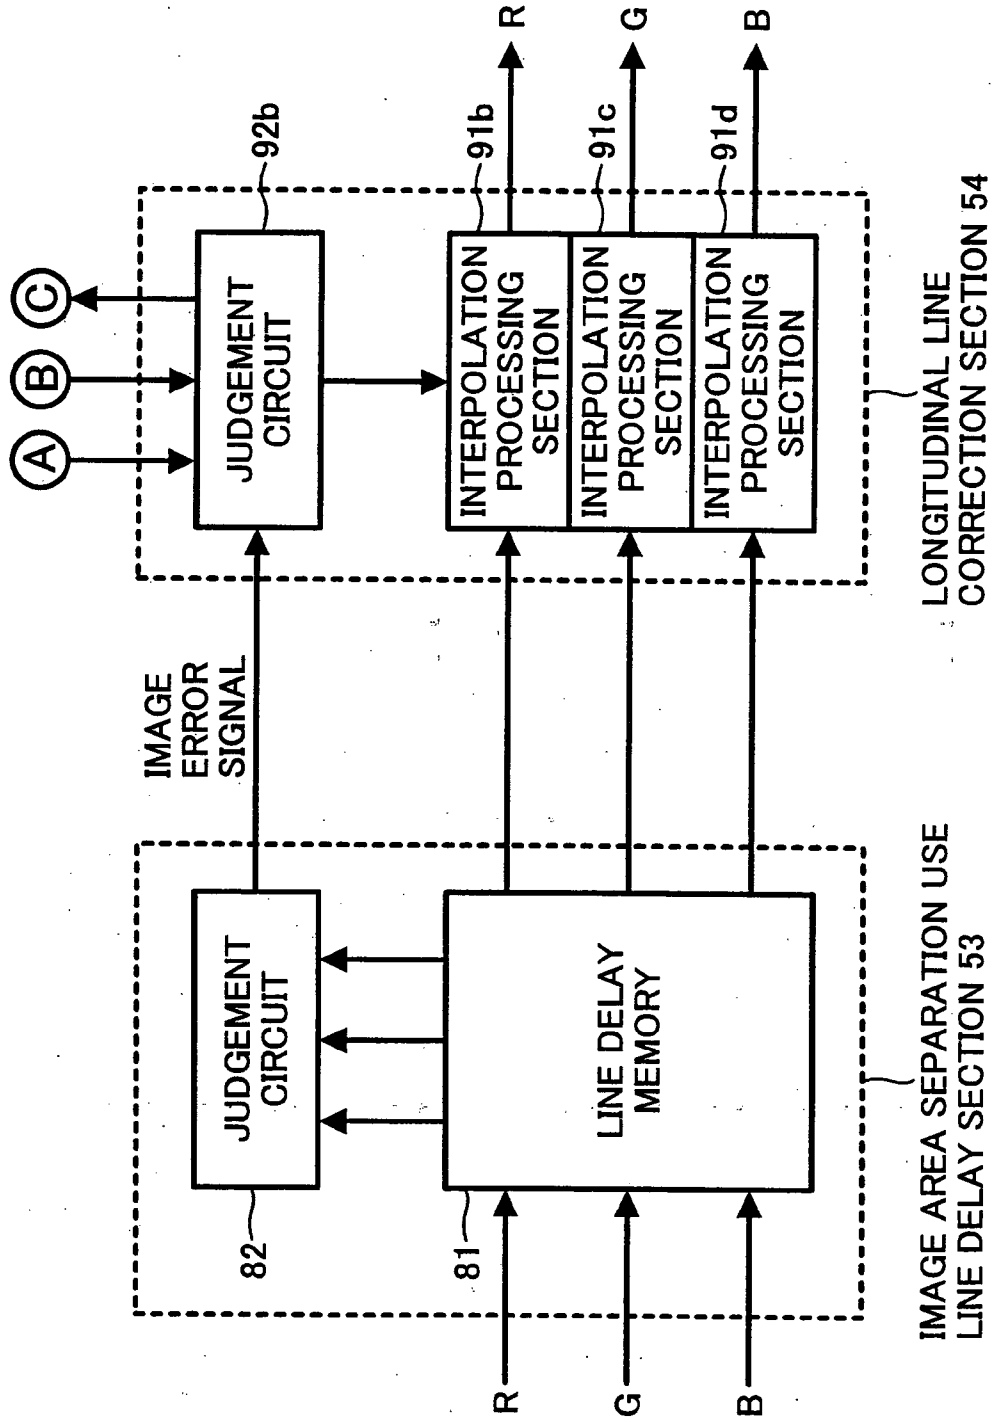 R
G
B
IMAGE AREA SEPARATION USE
LINE DELAY SECTION 53
82
JUDGEMENT
CIRCUIT
81
LINE DELAY
MEMORY
IMAGE
ERROR
SIGNAL
A
B
C
JUDGEMENT
CIRCUIT
92b
INTERPOLATION
PROCESSING
SECTION
91b
INTERPOLATION
PROCESSING
SECTION
91c
INTERPOLATION
PROCESSING
SECTION
91d
R
G
B
LONGITUDINAL LINE
CORRECTION SECTION 54